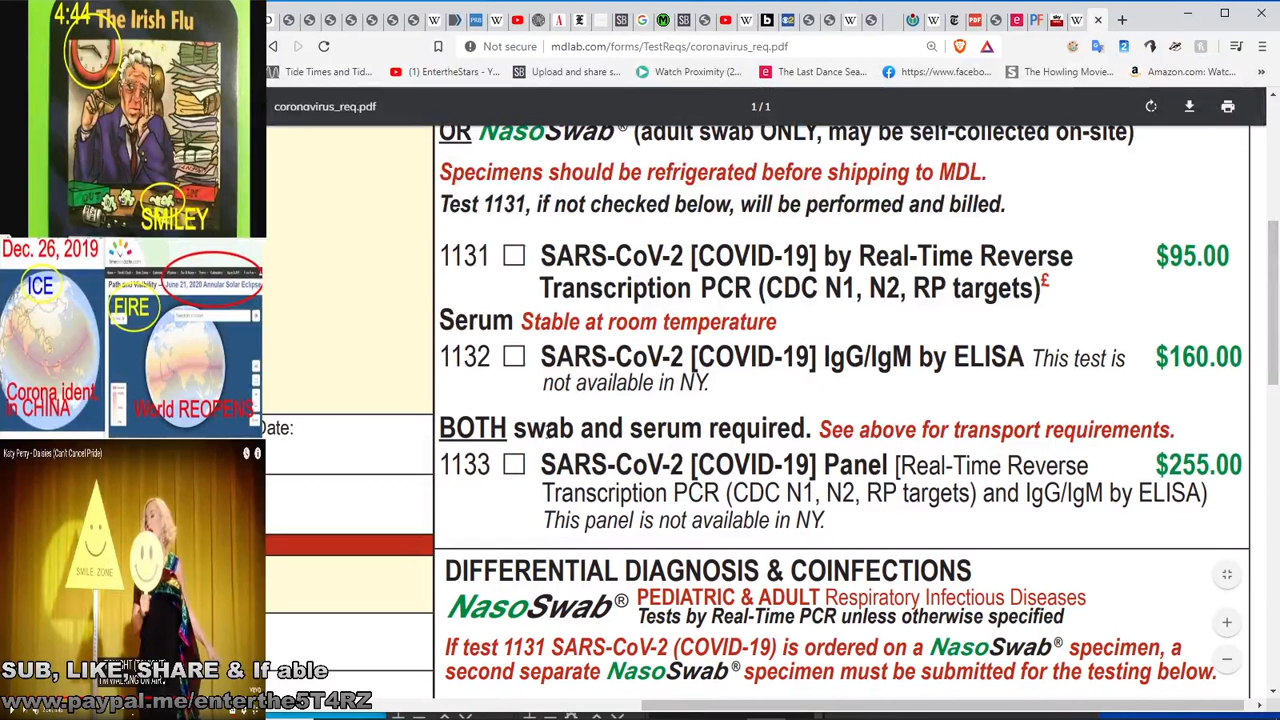 4:44
The Irish Flu
SMILEY
Dec. 26, 2019
ICE
Path and visibility — June 21, 2020 Annular Solar Eclipse
FIRE
Corona ident.
in CHINA
World REOPENS
Katy Perry - Daisies (Can't Cancel Pride)
SMILE ZONE
I'M WALKING ON AIR
SUB, LIKE, SHARE & If able
www.paypal.me/enterthe5T4RZ
Not secure
mdlab.com/forms/TestReqs/coronavirus_req.pdf
Tide Times and Tid...
EntertheStars - Y...
Upload and share s...
Watch Proximity (2...
The Last Dance Sea...
https://www.facebo...
The Howling Movie...
Amazon.com: Watc...
coronavirus_req.pdf
1 / 1
OR NasoSwab® (adult swab ONLY, may be self-collected on-site)
Specimens should be refrigerated before shipping to MDL.
Test 1131, if not checked below, will be performed and billed.
1131 SARS-CoV-2 [COVID-19] by Real-Time Reverse $95.00
Transcription PCR (CDC N1, N2, RP targets)£
Serum Stable at room temperature
1132 SARS-CoV-2 [COVID-19] IgG/IgM by ELISA This test is $160.00
not available in NY.
Date:
BOTH swab and serum required. See above for transport requirements.
1133 SARS-CoV-2 [COVID-19] Panel [Real-Time Reverse $255.00
Transcription PCR (CDC N1, N2, RP targets) and IgG/IgM by ELISA)
This panel is not available in NY.
DIFFERENTIAL DIAGNOSIS & COINFECTIONS
NasoSwab® PEDIATRIC & ADULT Respiratory Infectious Diseases
Tests by Real-Time PCR unless otherwise specified
If test 1131 SARS-CoV-2 (COVID-19) is ordered on a NasoSwab® specimen, a
second separate NasoSwab® specimen must be submitted for the testing below.